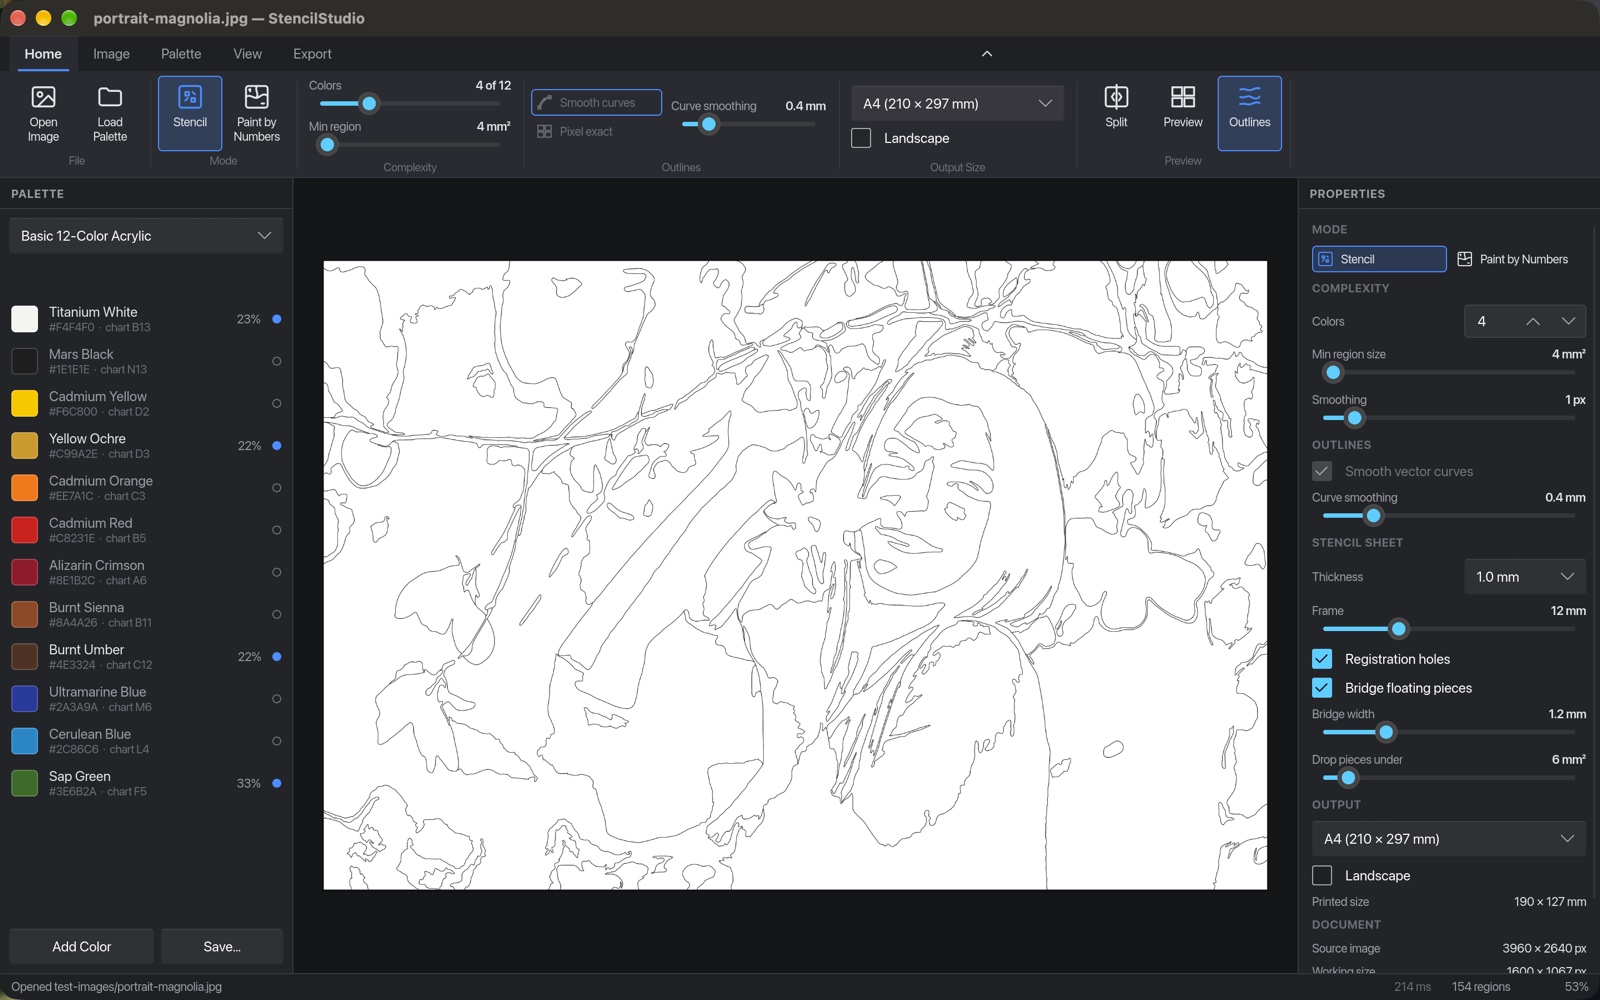 portrait-magnolia.jpg — StencilStudio
Home Image Palette View Export
Open Image
Load Palette
File
Stencil
Paint by Numbers
Mode
Colors 4 of 12
Min region 4 mm²
Complexity
Smooth curves
Pixel exact
Curve smoothing 0.4 mm
Outlines
A4 (210 × 297 mm)
Landscape
Output Size
Split
Preview
Outlines
Preview
PALETTE
Basic 12-Color Acrylic
Titanium White
#F4F4F0 · chart B13
23%
Mars Black
#1E1E1E · chart N13
Cadmium Yellow
#F6C800 · chart D2
Yellow Ochre
#C99A2E · chart D3
22%
Cadmium Orange
#EE7A1C · chart C3
Cadmium Red
#C8231E · chart B5
Alizarin Crimson
#8E1B2C · chart A6
Burnt Sienna
#8A4A26 · chart B11
Burnt Umber
#4E3324 · chart C12
22%
Ultramarine Blue
#2A3A9A · chart M6
Cerulean Blue
#2C86C6 · chart L4
Sap Green
#3E6B2A · chart F5
33%
Add Color
Save...
PROPERTIES
MODE
Stencil
Paint by Numbers
COMPLEXITY
Colors 4
Min region size 4 mm²
Smoothing 1 px
OUTLINES
Smooth vector curves
Curve smoothing 0.4 mm
STENCIL SHEET
Thickness 1.0 mm
Frame 12 mm
Registration holes
Bridge floating pieces
Bridge width 1.2 mm
Drop pieces under 6 mm²
OUTPUT
A4 (210 × 297 mm)
Landscape
Printed size 190 × 127 mm
DOCUMENT
Source image 3960 × 2640 px
Working size 1600 × 1067 px
Opened test-images/portrait-magnolia.jpg
214 ms 154 regions 53%